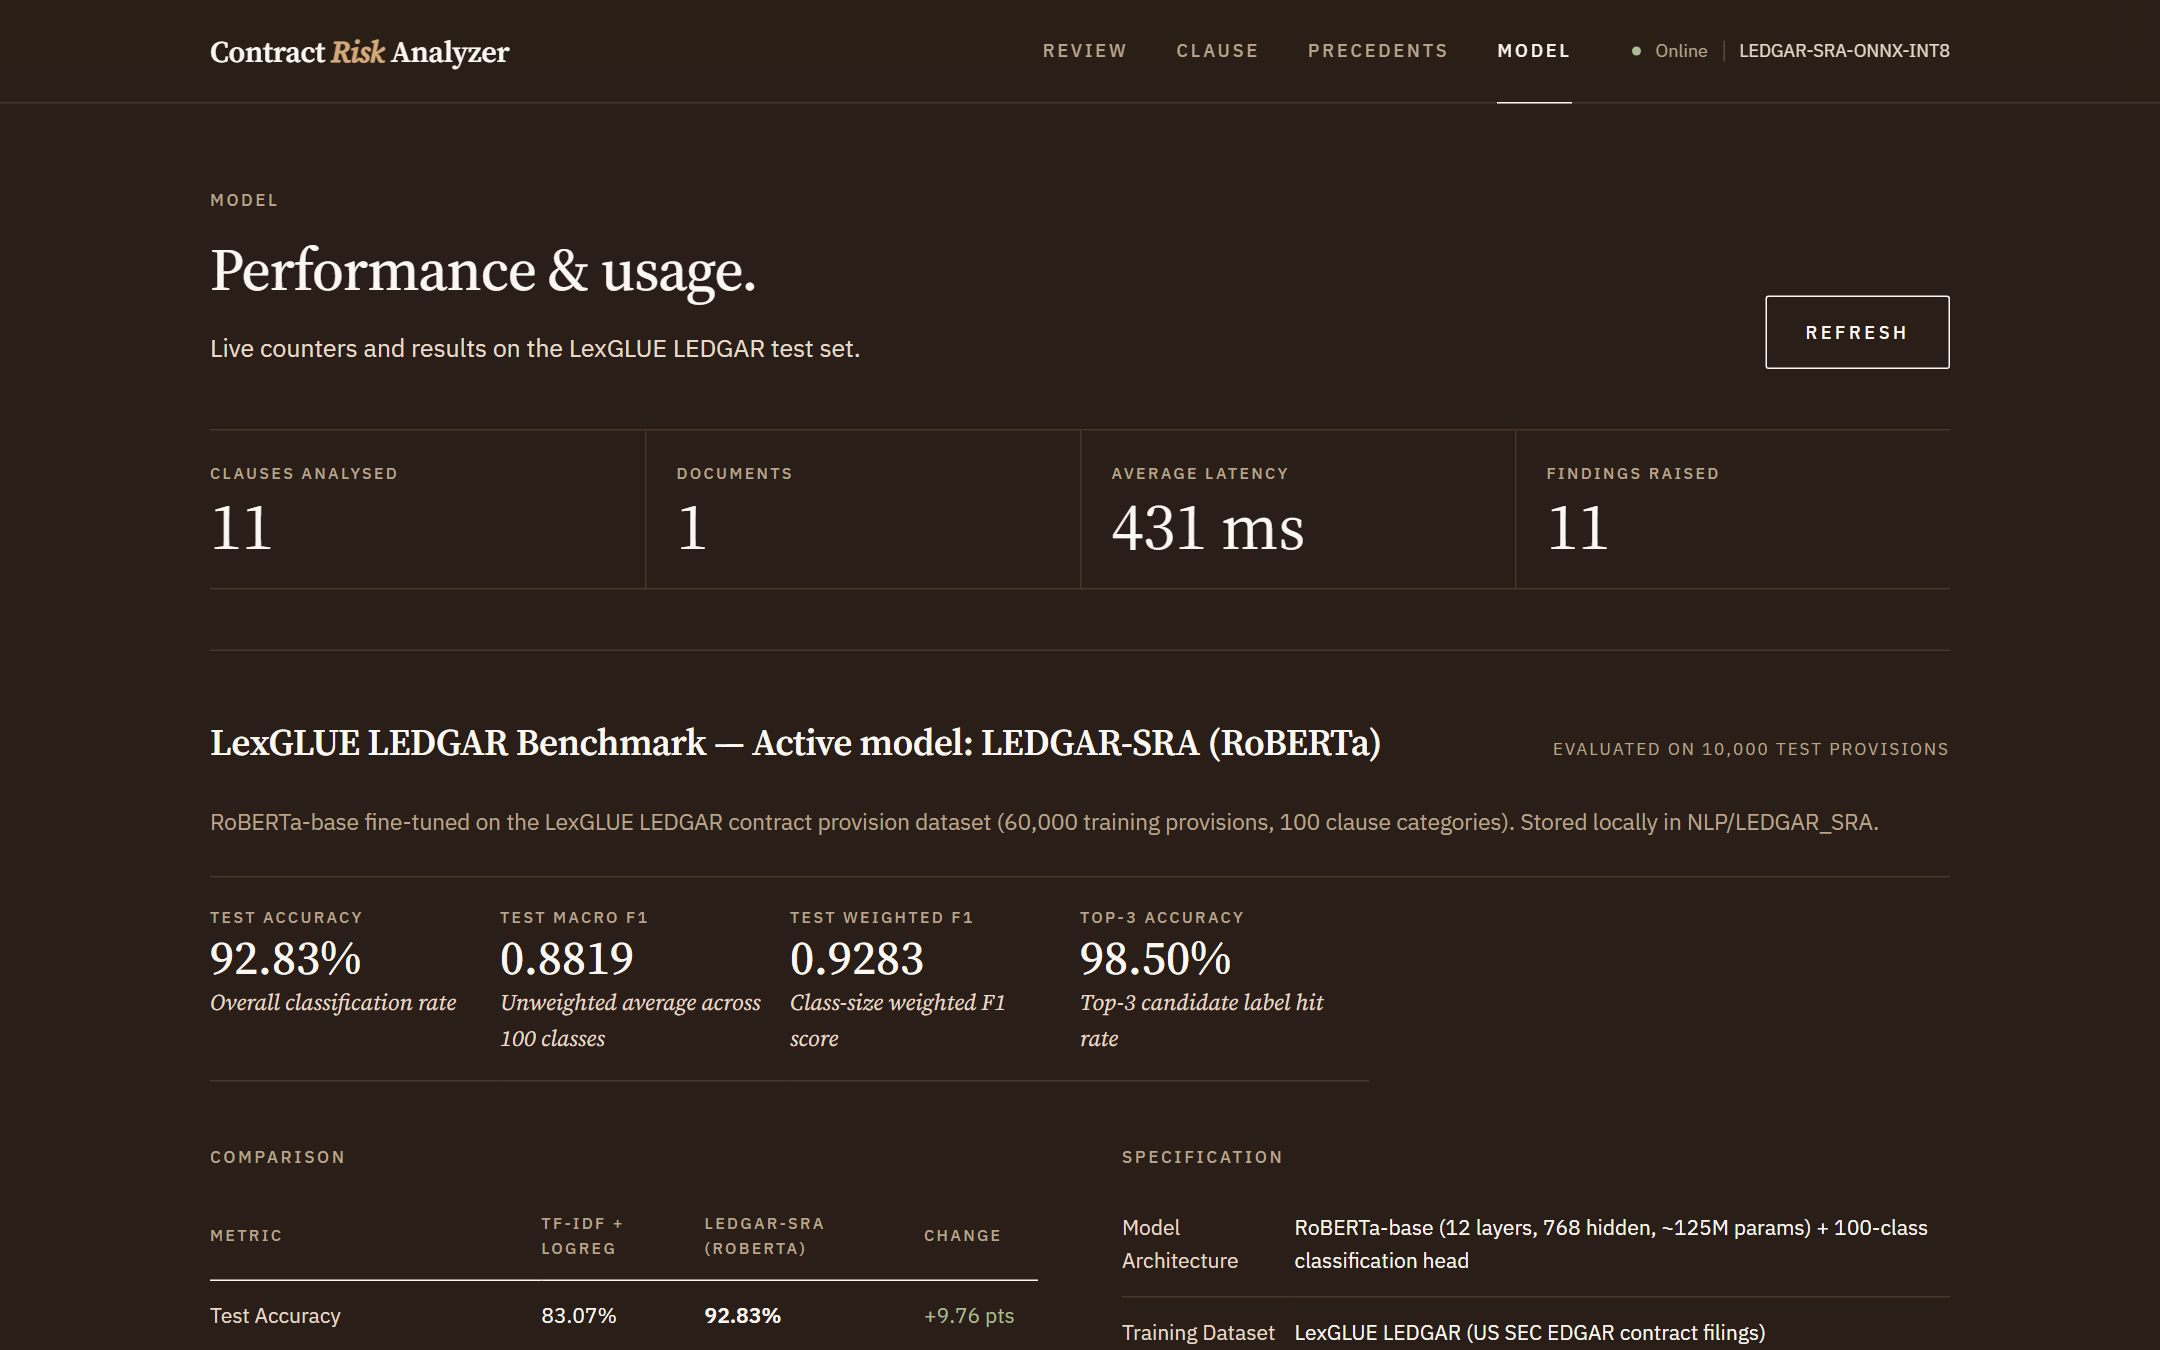 Contract Risk Analyzer
REVIEW CLAUSE PRECEDENTS MODEL Online LEDGAR-SRA-ONNX-INT8
MODEL
Performance & usage.
Live counters and results on the LexGLUE LEDGAR test set.
REFRESH
CLAUSES ANALYSED
11
DOCUMENTS
1
AVERAGE LATENCY
431 ms
FINDINGS RAISED
11
LexGLUE LEDGAR Benchmark — Active model: LEDGAR-SRA (RoBERTa)
EVALUATED ON 10,000 TEST PROVISIONS
RoBERTa-base fine-tuned on the LexGLUE LEDGAR contract provision dataset (60,000 training provisions, 100 clause categories). Stored locally in NLP/LEDGAR_SRA.
TEST ACCURACY
92.83%
Overall classification rate
TEST MACRO F1
0.8819
Unweighted average across
100 classes
TEST WEIGHTED F1
0.9283
Class-size weighted F1
score
TOP-3 ACCURACY
98.50%
Top-3 candidate label hit
rate
COMPARISON
METRIC
TF-IDF +
LOGREG
LEDGAR-SRA
(ROBERTA)
CHANGE
Test Accuracy 83.07% 92.83% +9.76 pts
SPECIFICATION
Model
Architecture
RoBERTa-base (12 layers, 768 hidden, ~125M params) + 100-class
classification head
Training Dataset LexGLUE LEDGAR (US SEC EDGAR contract filings)